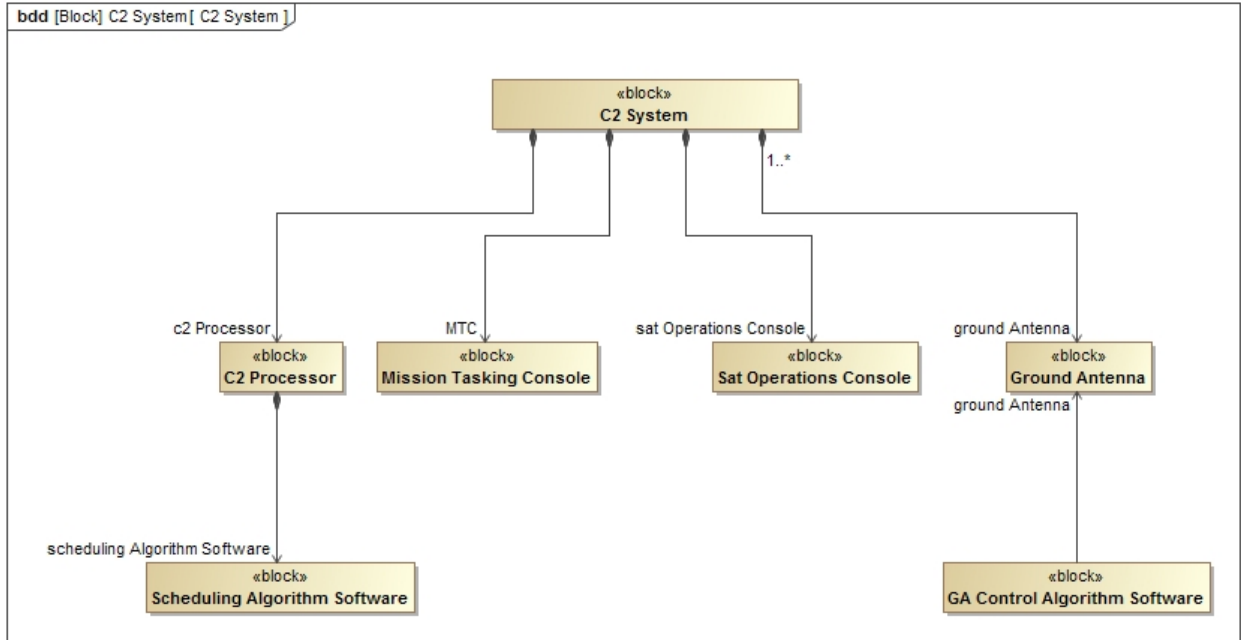 bdd [Block] C2 System[ C2 System ]
«block»
C2 System
1..*
c2 Processor
MTC
sat Operations Console
ground Antenna
«block»
C2 Processor
«block»
Mission Tasking Console
«block»
Sat Operations Console
«block»
Ground Antenna
ground Antenna
scheduling Algorithm Software
«block»
Scheduling Algorithm Software
«block»
GA Control Algorithm Software